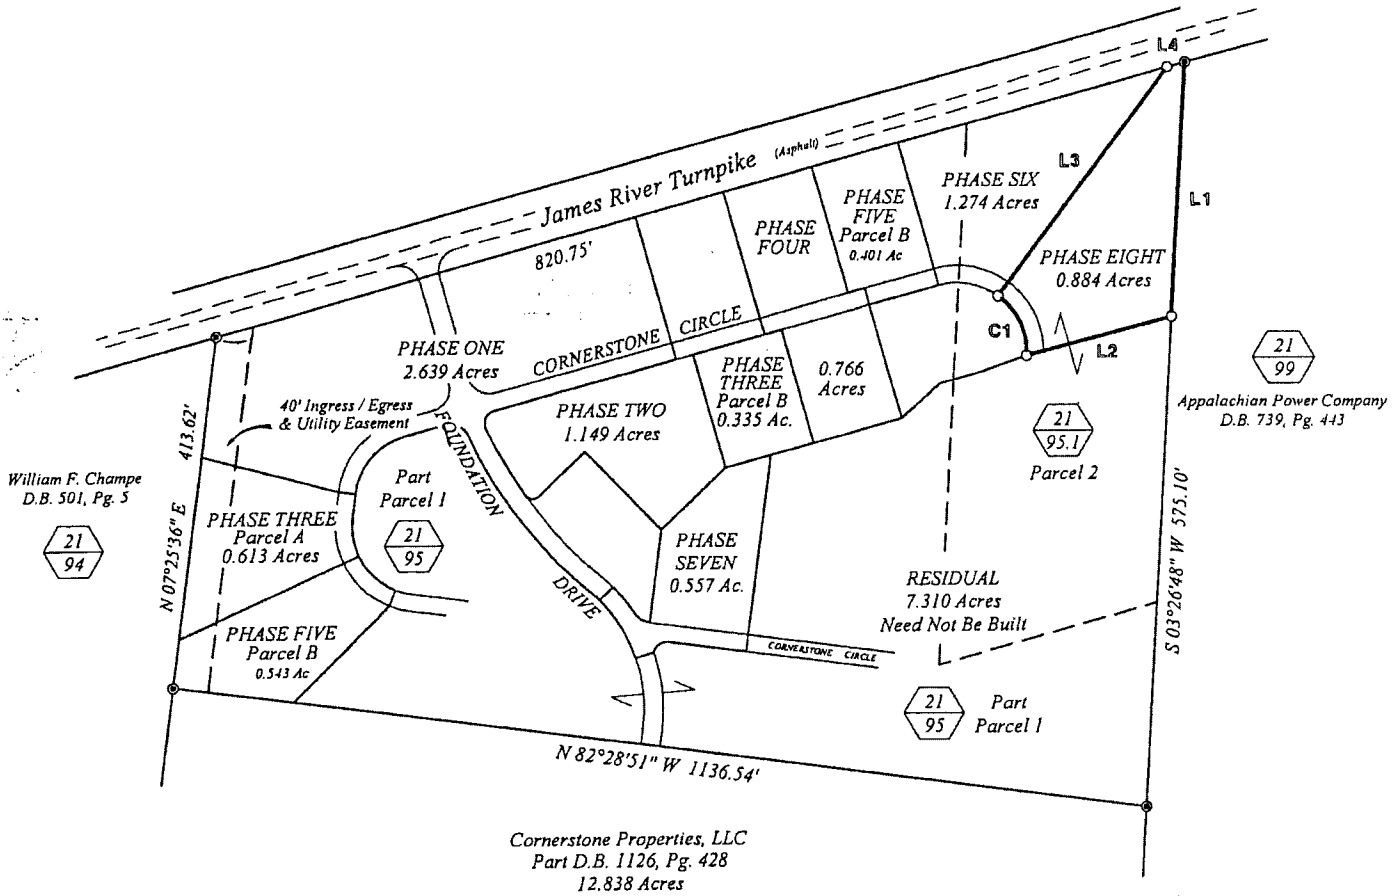 L4
James River Turnpike
(Asphalt)
L3
L1
PHASE SIX
1.274 Acres
PHASE
FIVE
Parcel B
0.401 Ac
PHASE
FOUR
820.75'
PHASE EIGHT
0.884 Acres
CORNERSTONE CIRCLE
C1
L2
PHASE ONE
2.639 Acres
21
99
Appalachian Power Company
D.B. 739, Pg. 443
PHASE
THREE
Parcel B
0.335 Ac.
0.766
Acres
40' Ingress / Egress
& Utility Easement
PHASE TWO
1.149 Acres
21
95.1
Parcel 2
413.62'
N 07°25'36" E
William F. Champe
D.B. 501, Pg. 5
21
94
FOUNDATION
DRIVE
Part
Parcel 1
21
95
PHASE THREE
Parcel A
0.613 Acres
PHASE
SEVEN
0.557 Ac.
S 03°26'48" W 575.10'
RESIDUAL
7.310 Acres
Need Not Be Built
PHASE FIVE
Parcel B
0.543 Ac
CORNERSTONE CIRCLE
21
95
Part
Parcel 1
N 82°28'51" W 1136.54'
Cornerstone Properties, LLC
Part D.B. 1126, Pg. 428
12.838 Acres